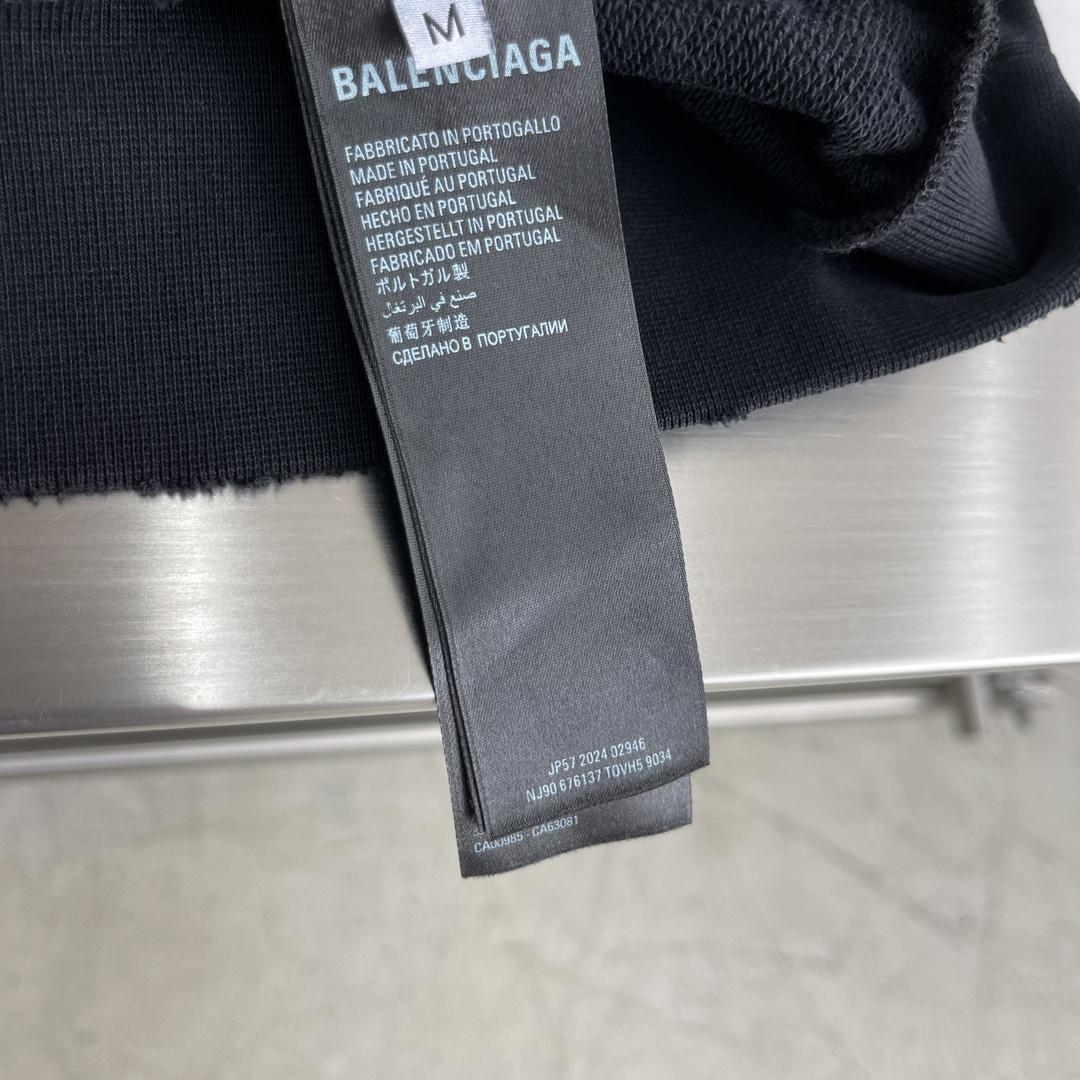 M
BALENCIAGA
FABBRICATO IN PORTOGALLO
MADE IN PORTUGAL
FABRIQUÉ AU PORTUGAL
HECHO EN PORTUGAL
HERGESTELLT IN PORTUGAL
FABRICADO EM PORTUGAL
ポルトガル製
صنع في البرتغال
葡萄牙制造
СДЕЛАНО В ПОРТУГАЛИИ
JP57 2024 02946
NJ90 676137 TOVH5 9034
CA00985 - CA63081